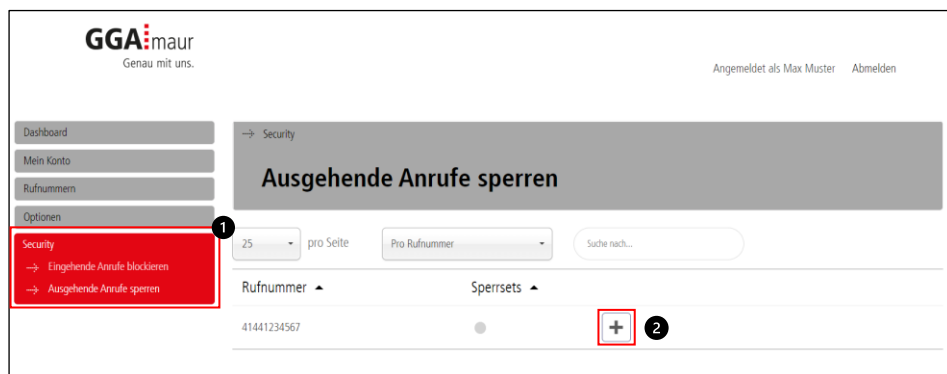 GGA maur
Genau mit uns.
Angemeldet als Max Muster Abmelden
Dashboard
Mein Konto
Rufnummern
Optionen
Security
→ Eingehende Anrufe blockieren
→ Ausgehende Anrufe sperren
→ Security
Ausgehende Anrufe sperren
1
25 pro Seite Pro Rufnummer Suche nach...
Rufnummer Sperrsets
41441234567 + 2